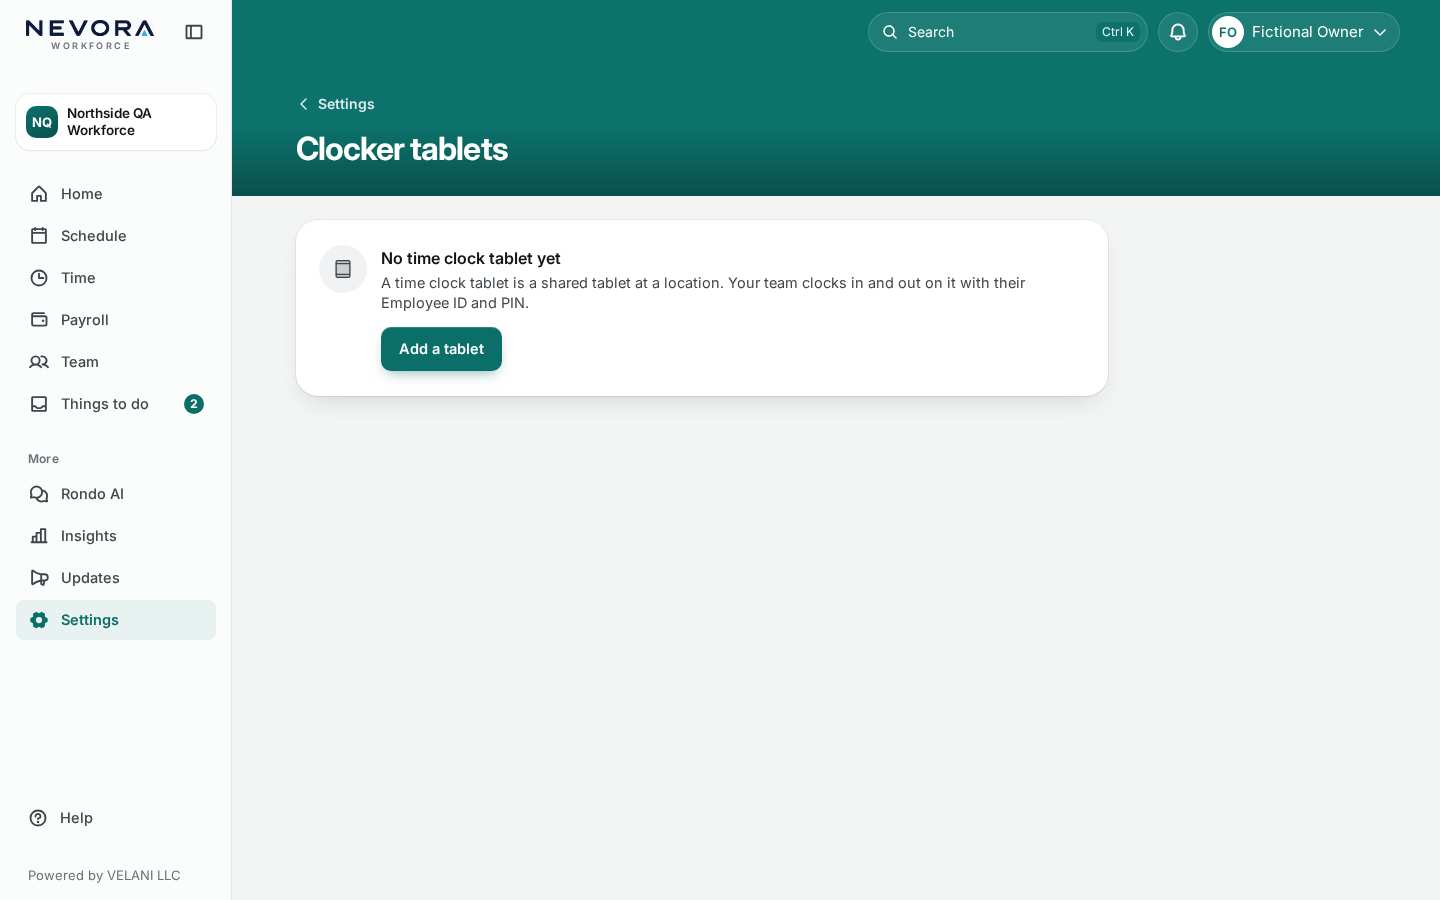 NEVORA
WORKFORCE
Search
Ctrl K
FO
Fictional Owner
NQ
Northside QA
Workforce
Home
Schedule
Time
Payroll
Team
Things to do
2
More
Rondo AI
Insights
Updates
Settings
Help
Powered by VELANI LLC
Settings
Clocker tablets
No time clock tablet yet
A time clock tablet is a shared tablet at a location. Your team clocks in and out on it with their
Employee ID and PIN.
Add a tablet